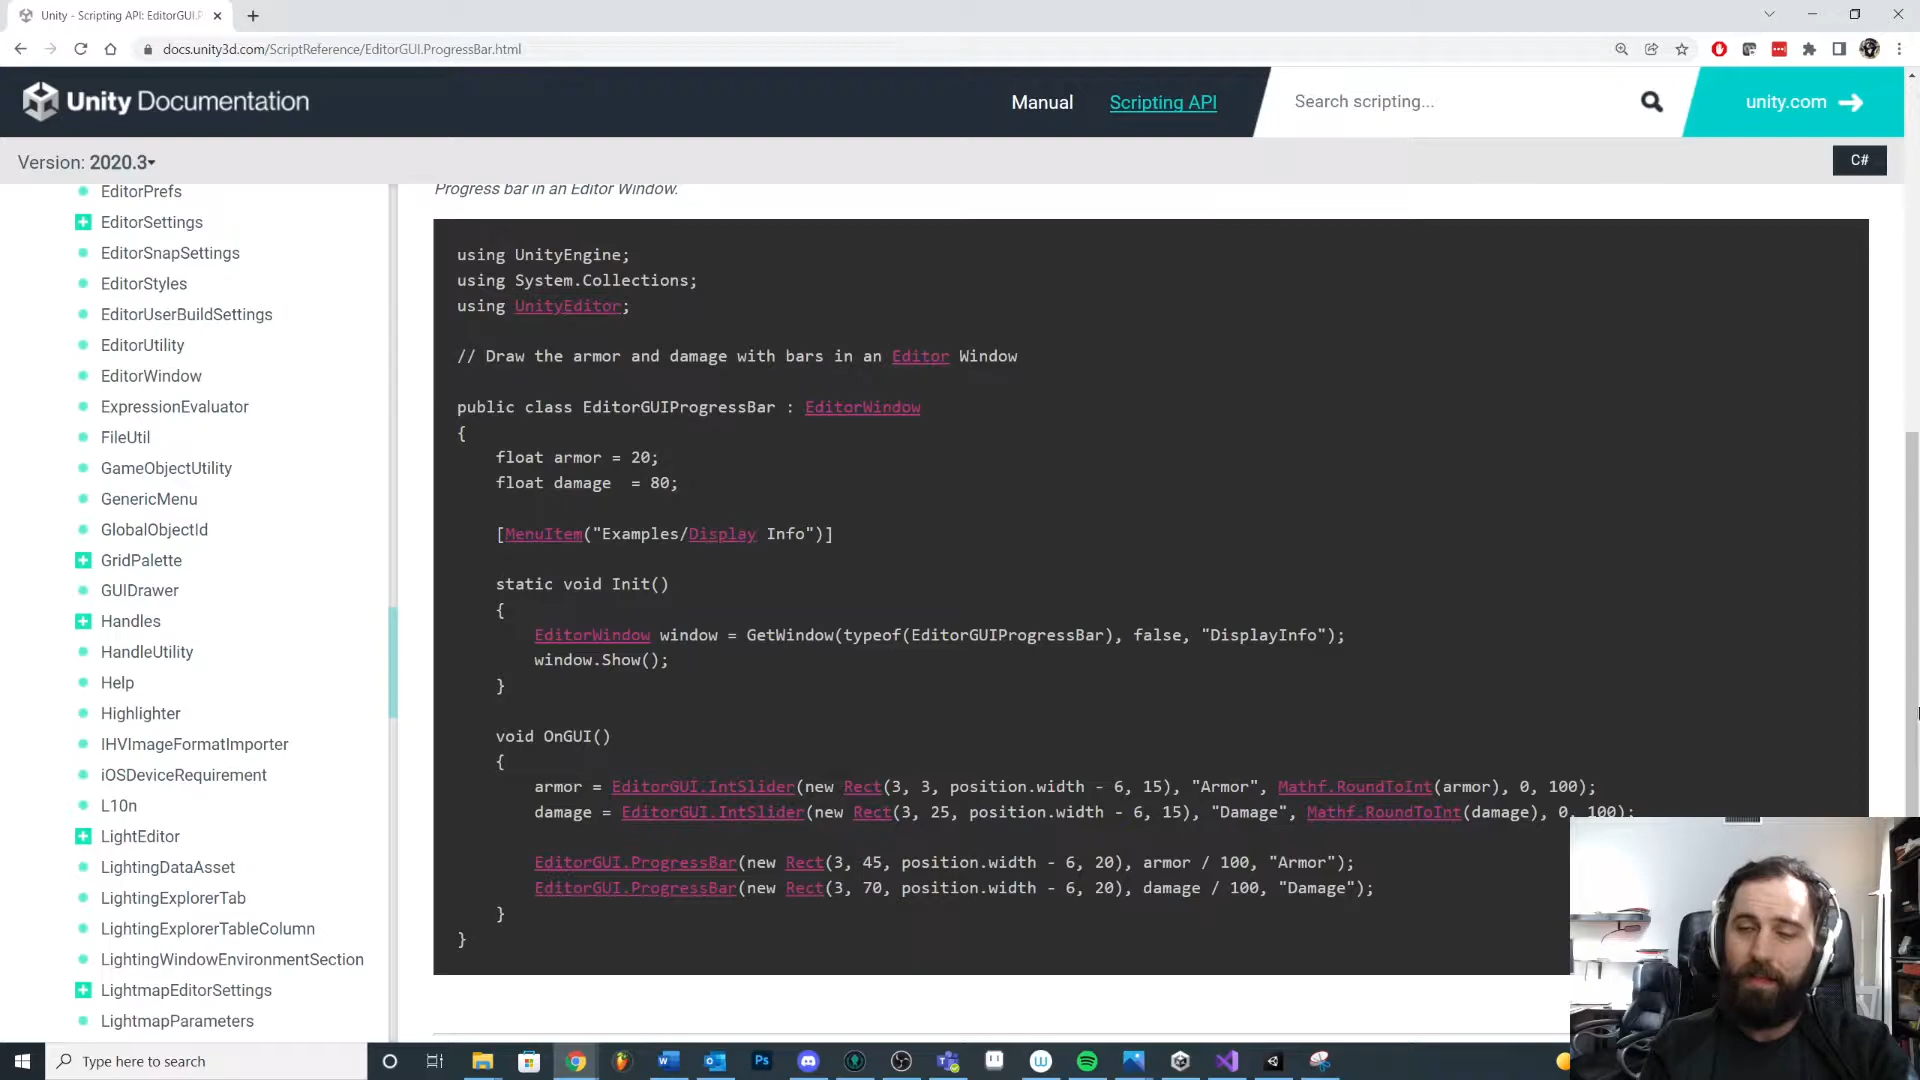 Unity - Scripting API: EditorGUI.P
docs.unity3d.com/ScriptReference/EditorGUI.ProgressBar.html
Unity Documentation
Manual
Scripting API
Search scripting...
unity.com
Version: 2020.3
C#
EditorPrefs
EditorSettings
EditorSnapSettings
EditorStyles
EditorUserBuildSettings
EditorUtility
EditorWindow
ExpressionEvaluator
FileUtil
GameObjectUtility
GenericMenu
GlobalObjectId
GridPalette
GUIDrawer
Handles
HandleUtility
Help
Highlighter
IHVImageFormatImporter
iOSDeviceRequirement
L10n
LightEditor
LightingDataAsset
LightingExplorerTab
LightingExplorerTableColumn
LightingWindowEnvironmentSection
LightmapEditorSettings
LightmapParameters
Progress bar in an Editor Window.
using UnityEngine;
using System.Collections;
using UnityEditor;
// Draw the armor and damage with bars in an Editor Window
public class EditorGUIProgressBar : EditorWindow
{
float armor = 20;
float damage  = 80;
[MenuItem("Examples/Display Info")]
static void Init()
{
EditorWindow window = GetWindow(typeof(EditorGUIProgressBar), false, "DisplayInfo");
window.Show();
}
void OnGUI()
{
armor = EditorGUI.IntSlider(new Rect(3, 3, position.width - 6, 15), "Armor", Mathf.RoundToInt(armor), 0, 100);
damage = EditorGUI.IntSlider(new Rect(3, 25, position.width - 6, 15), "Damage", Mathf.RoundToInt(damage), 0, 100);
EditorGUI.ProgressBar(new Rect(3, 45, position.width - 6, 20), armor / 100, "Armor");
EditorGUI.ProgressBar(new Rect(3, 70, position.width - 6, 20), damage / 100, "Damage");
}
}
Type here to search